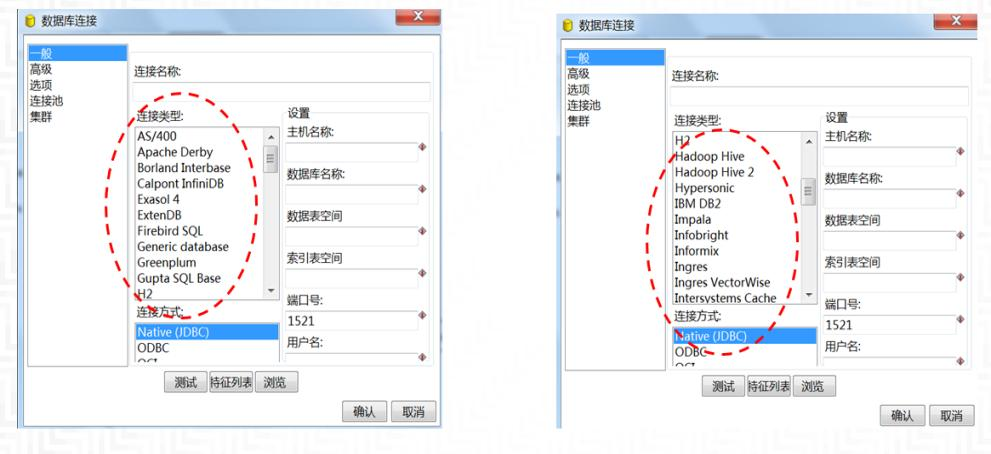 数据库连接
一般
高级
选项
连接池
集群
连接名称:
连接类型:
AS/400
Apache Derby
Borland Interbase
Calpont InfiniDB
Exasol 4
ExtenDB
Firebird SQL
Generic database
Greenplum
Gupta SQL Base
H2
连接方式:
Native (JDBC)
ODBC
OCI
设置
主机名称:
数据库名称:
数据表空间
索引表空间
端口号:
1521
用户名:
测试 特征列表 浏览
确认 取消
数据库连接
一般
高级
选项
连接池
集群
连接名称:
连接类型:
H2
Hadoop Hive
Hadoop Hive 2
Hypersonic
IBM DB2
Impala
Infobright
Informix
Ingres
Ingres VectorWise
Intersystems Cache
连接方式:
Native (JDBC)
ODBC
OCI
设置
主机名称:
数据库名称:
数据表空间
索引表空间
端口号:
1521
用户名:
测试 特征列表 浏览
确认 取消